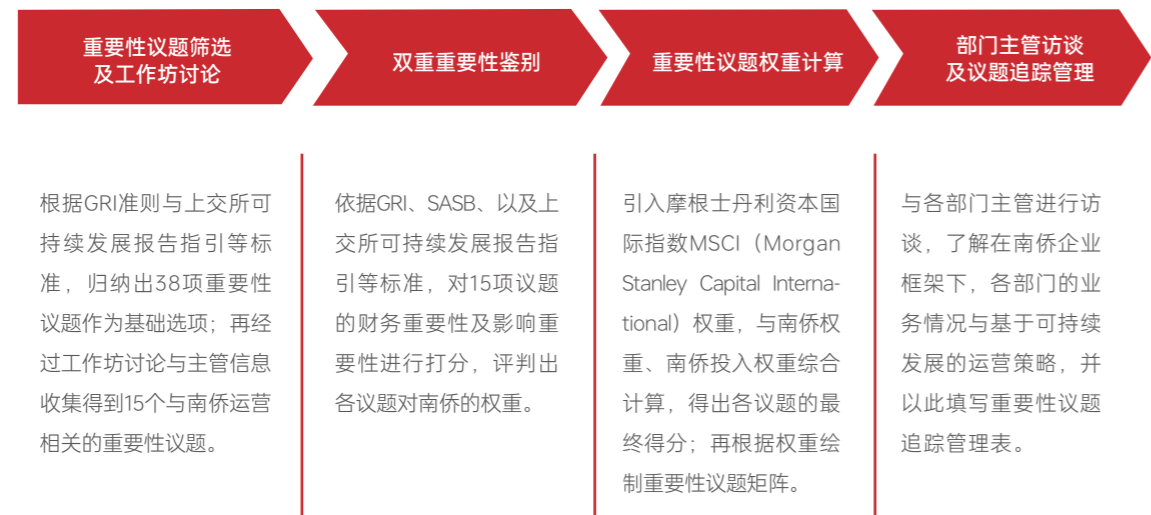 重要性议题筛选
及工作坊讨论
双重重要性鉴别
重要性议题权重计算
部门主管访谈
及议题追踪管理
根据GRI准则与上交所可
持续发展报告指引等标
准，归纳出38项重要性
议题作为基础选项；再经
过工作坊讨论与主管信息
收集得到15个与南侨运营
相关的重要性议题。
依据GRI、SASB、以及上
交所可持续发展报告指
引等标准，对15项议题
的财务重要性及影响重
要性进行打分，评判出
各议题对南侨的权重。
引入摩根士丹利资本国
际指数MSCI（Morgan
Stanley Capital Interna-
tional）权重，与南侨权
重、南侨投入权重综合
计算，得出各议题的最
终得分；再根据权重绘
制重要性议题矩阵。
与各部门主管进行访
谈，了解在南侨企业
框架下，各部门的业
务情况与基于可持续
发展的运营策略，并
以此填写重要性议题
追踪管理表。